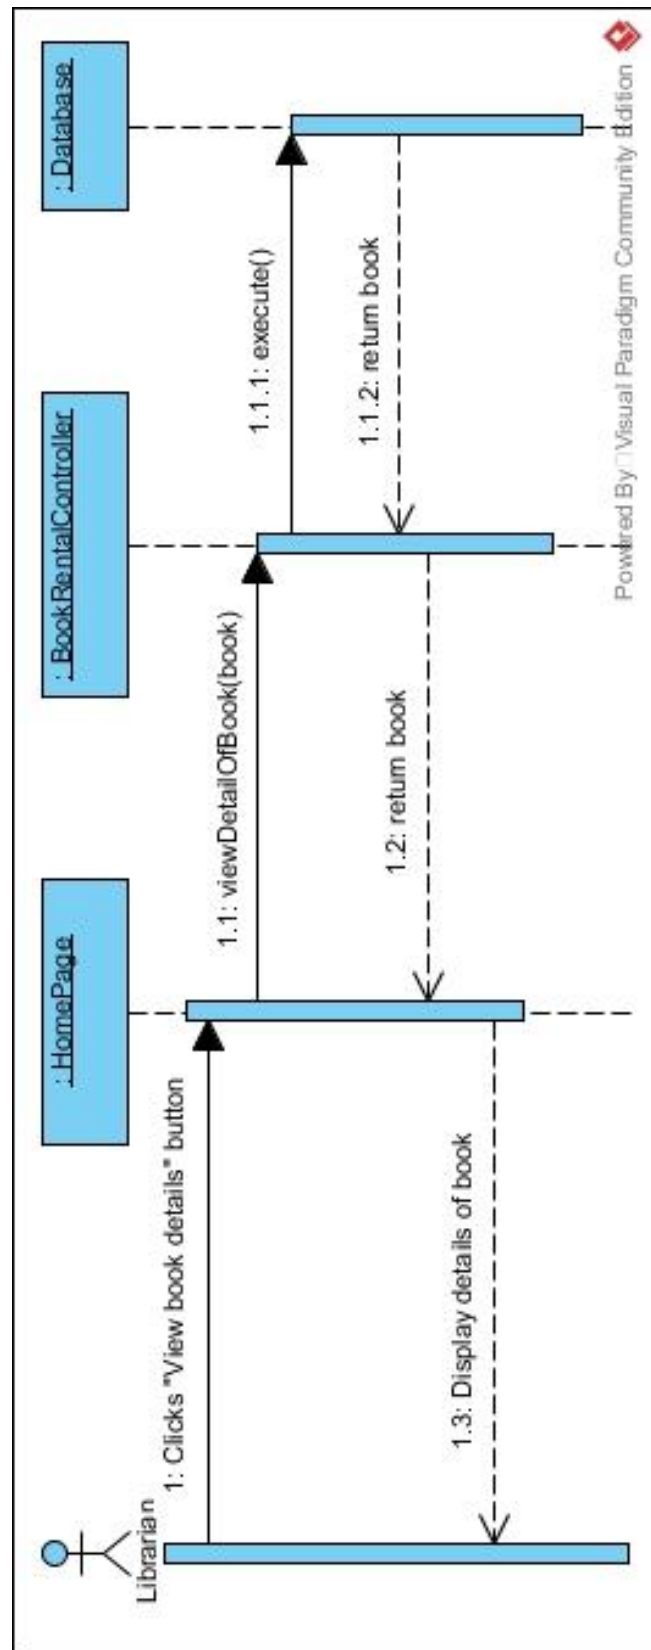 Librarian
: HomePage
: BookRentalController
: Database
1: Clicks "View book details" button
1.1: viewDetailOfBook(book)
1.1.1: execute()
1.1.2: return book
1.2: return book
1.3: Display details of book
Powered By Visual Paradigm Community Edition